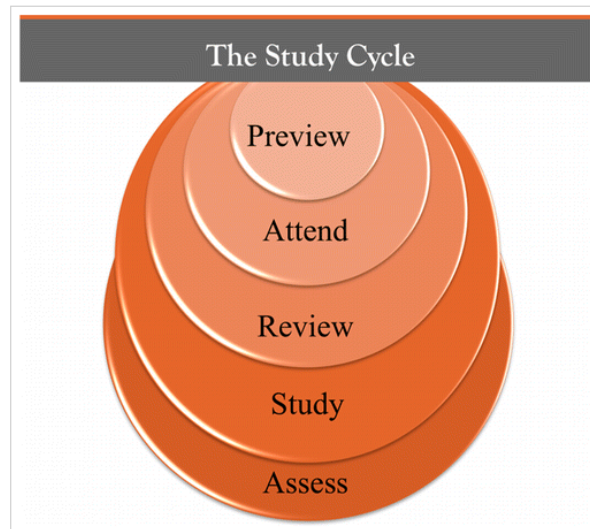 The Study Cycle
Preview
Attend
Review
Study
Assess